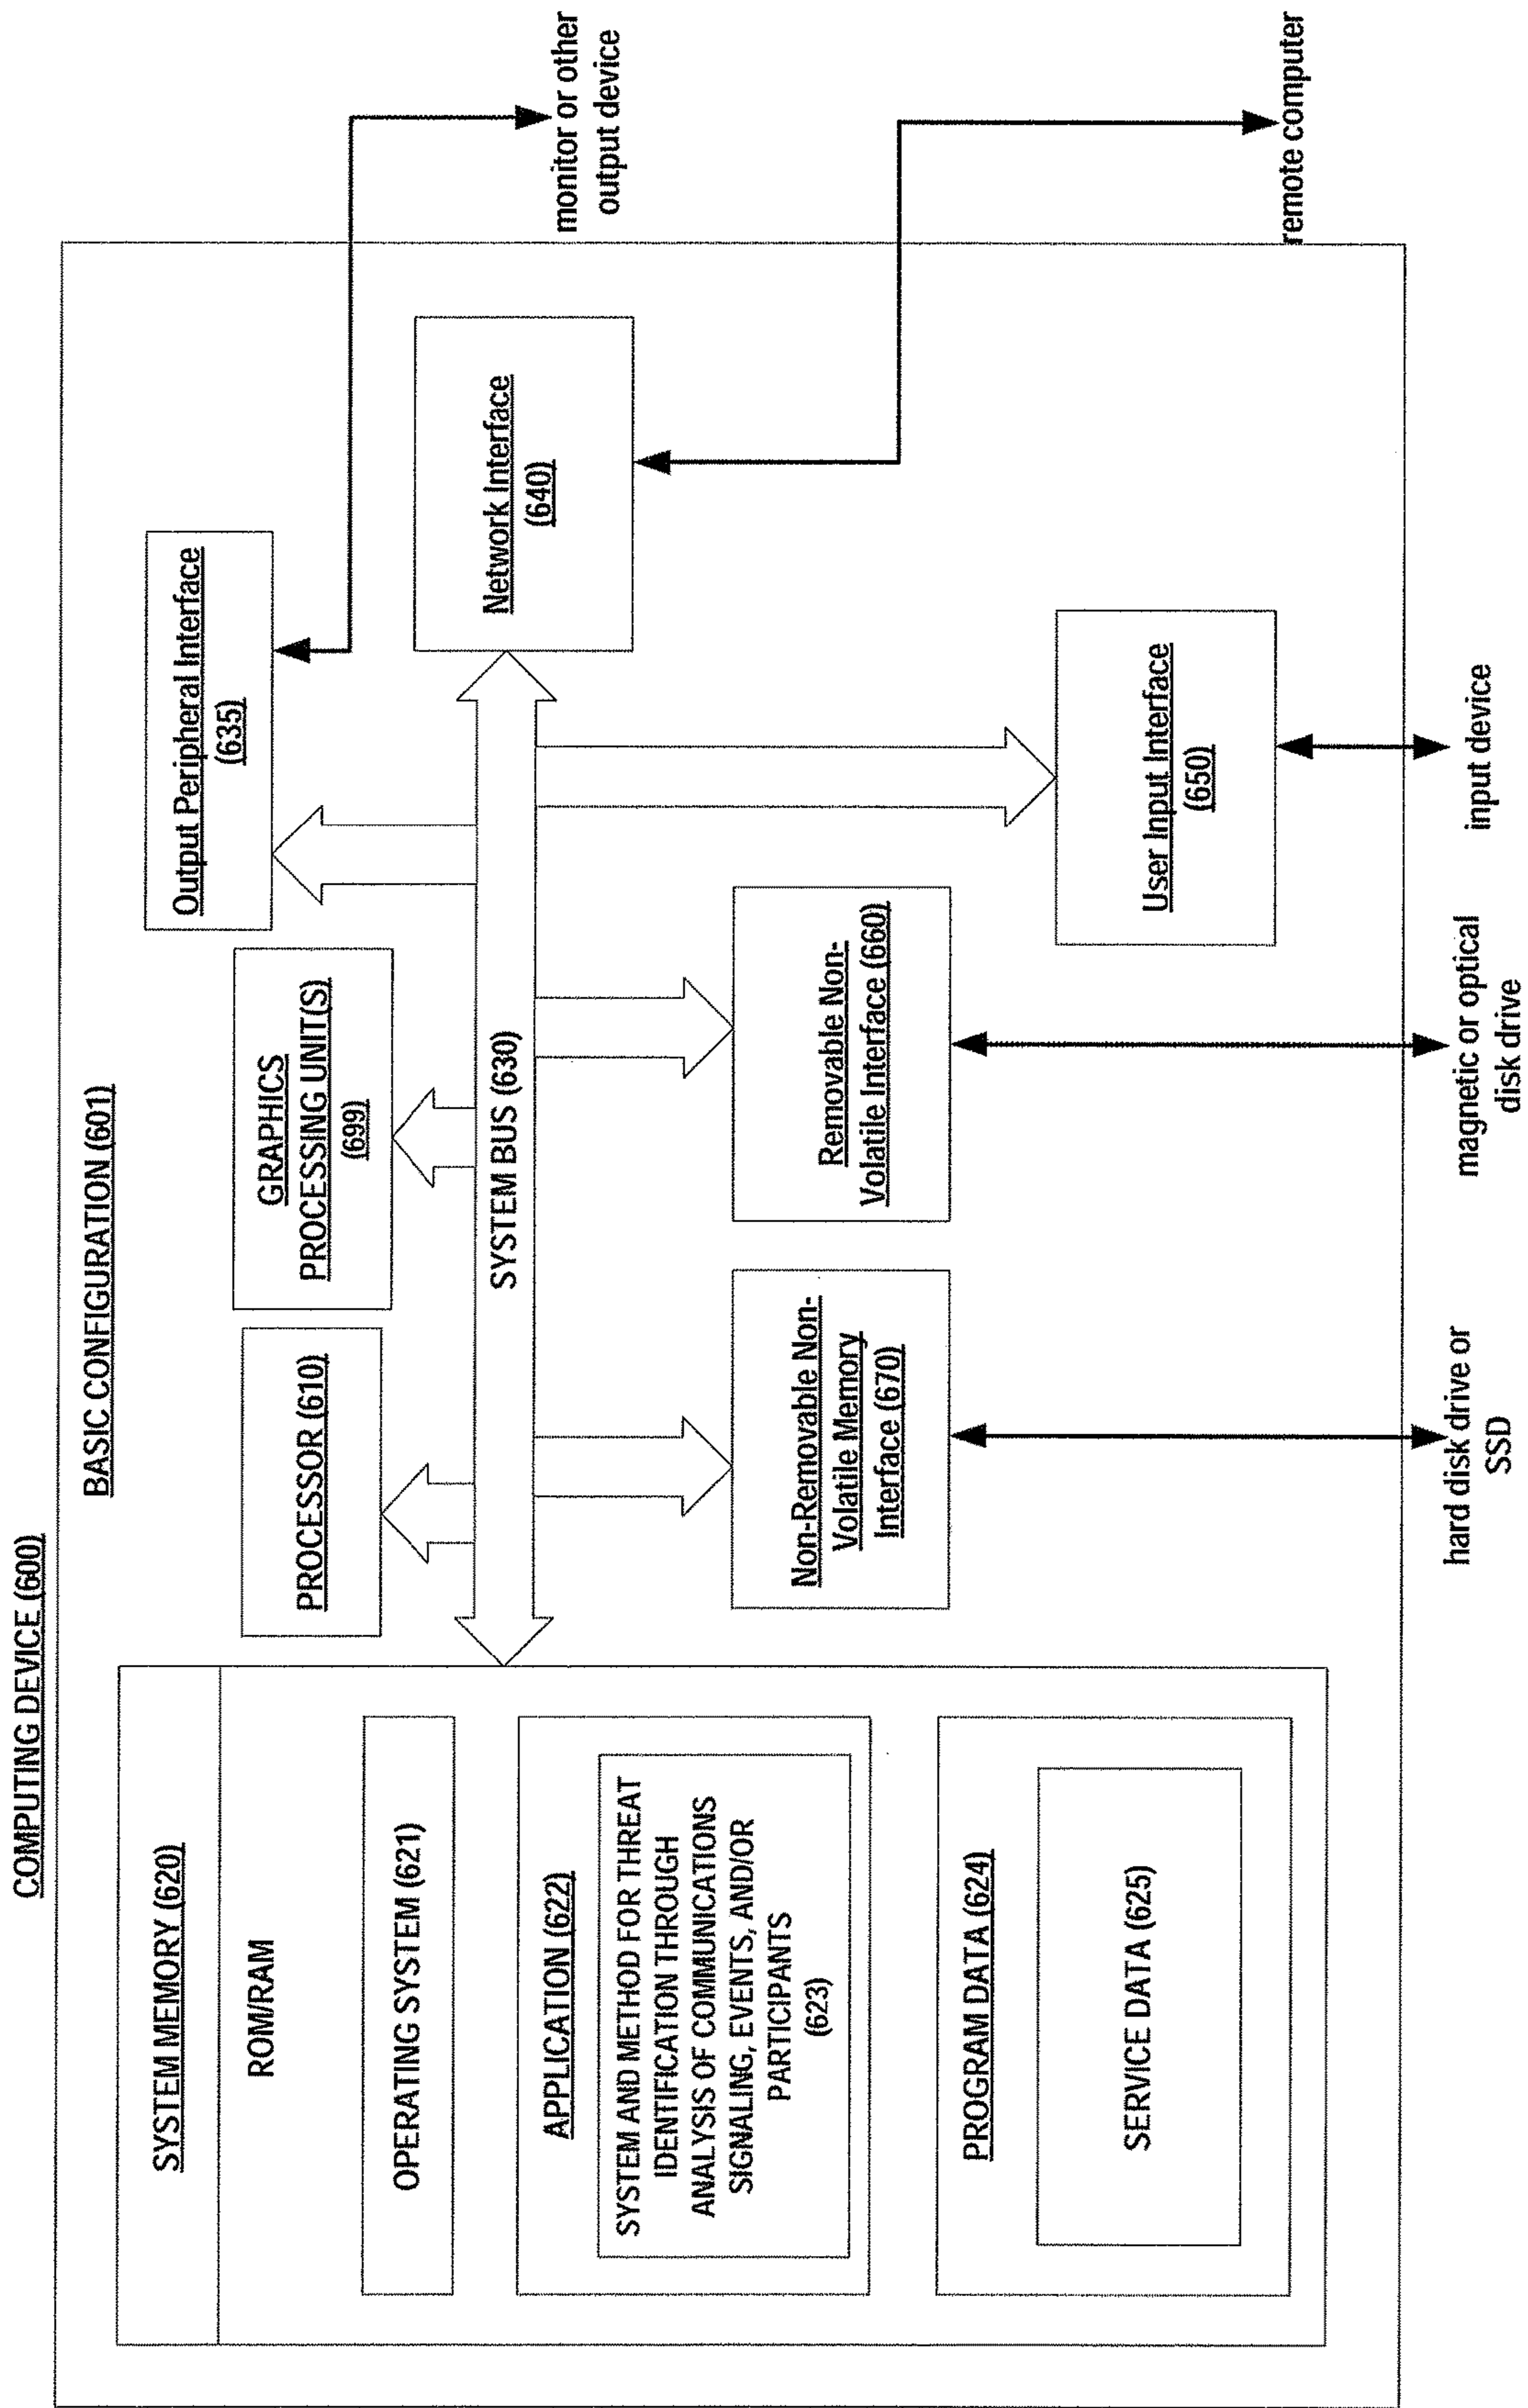 COMPUTING DEVICE (600)
BASIC CONFIGURATION (601)
SYSTEM MEMORY (620)
ROM/RAM
OPERATING SYSTEM (621)
APPLICATION (622)
SYSTEM AND METHOD FOR THREAT
IDENTIFICATION THROUGH
ANALYSIS OF COMMUNICATIONS
SIGNALING, EVENTS, AND/OR
PARTICIPANTS
(623)
PROGRAM DATA (624)
SERVICE DATA (625)
PROCESSOR (610)
GRAPHICS
PROCESSING UNIT(S)
(699)
Output Peripheral Interface
(635)
monitor or other
output device
SYSTEM BUS (630)
Network Interface
(640)
remote computer
Non-Removable Non-
Volatile Memory
Interface (670)
Removable Non-
Volatile Interface (660)
User Input Interface
(650)
hard disk drive or
SSD
magnetic or optical
disk drive
input device